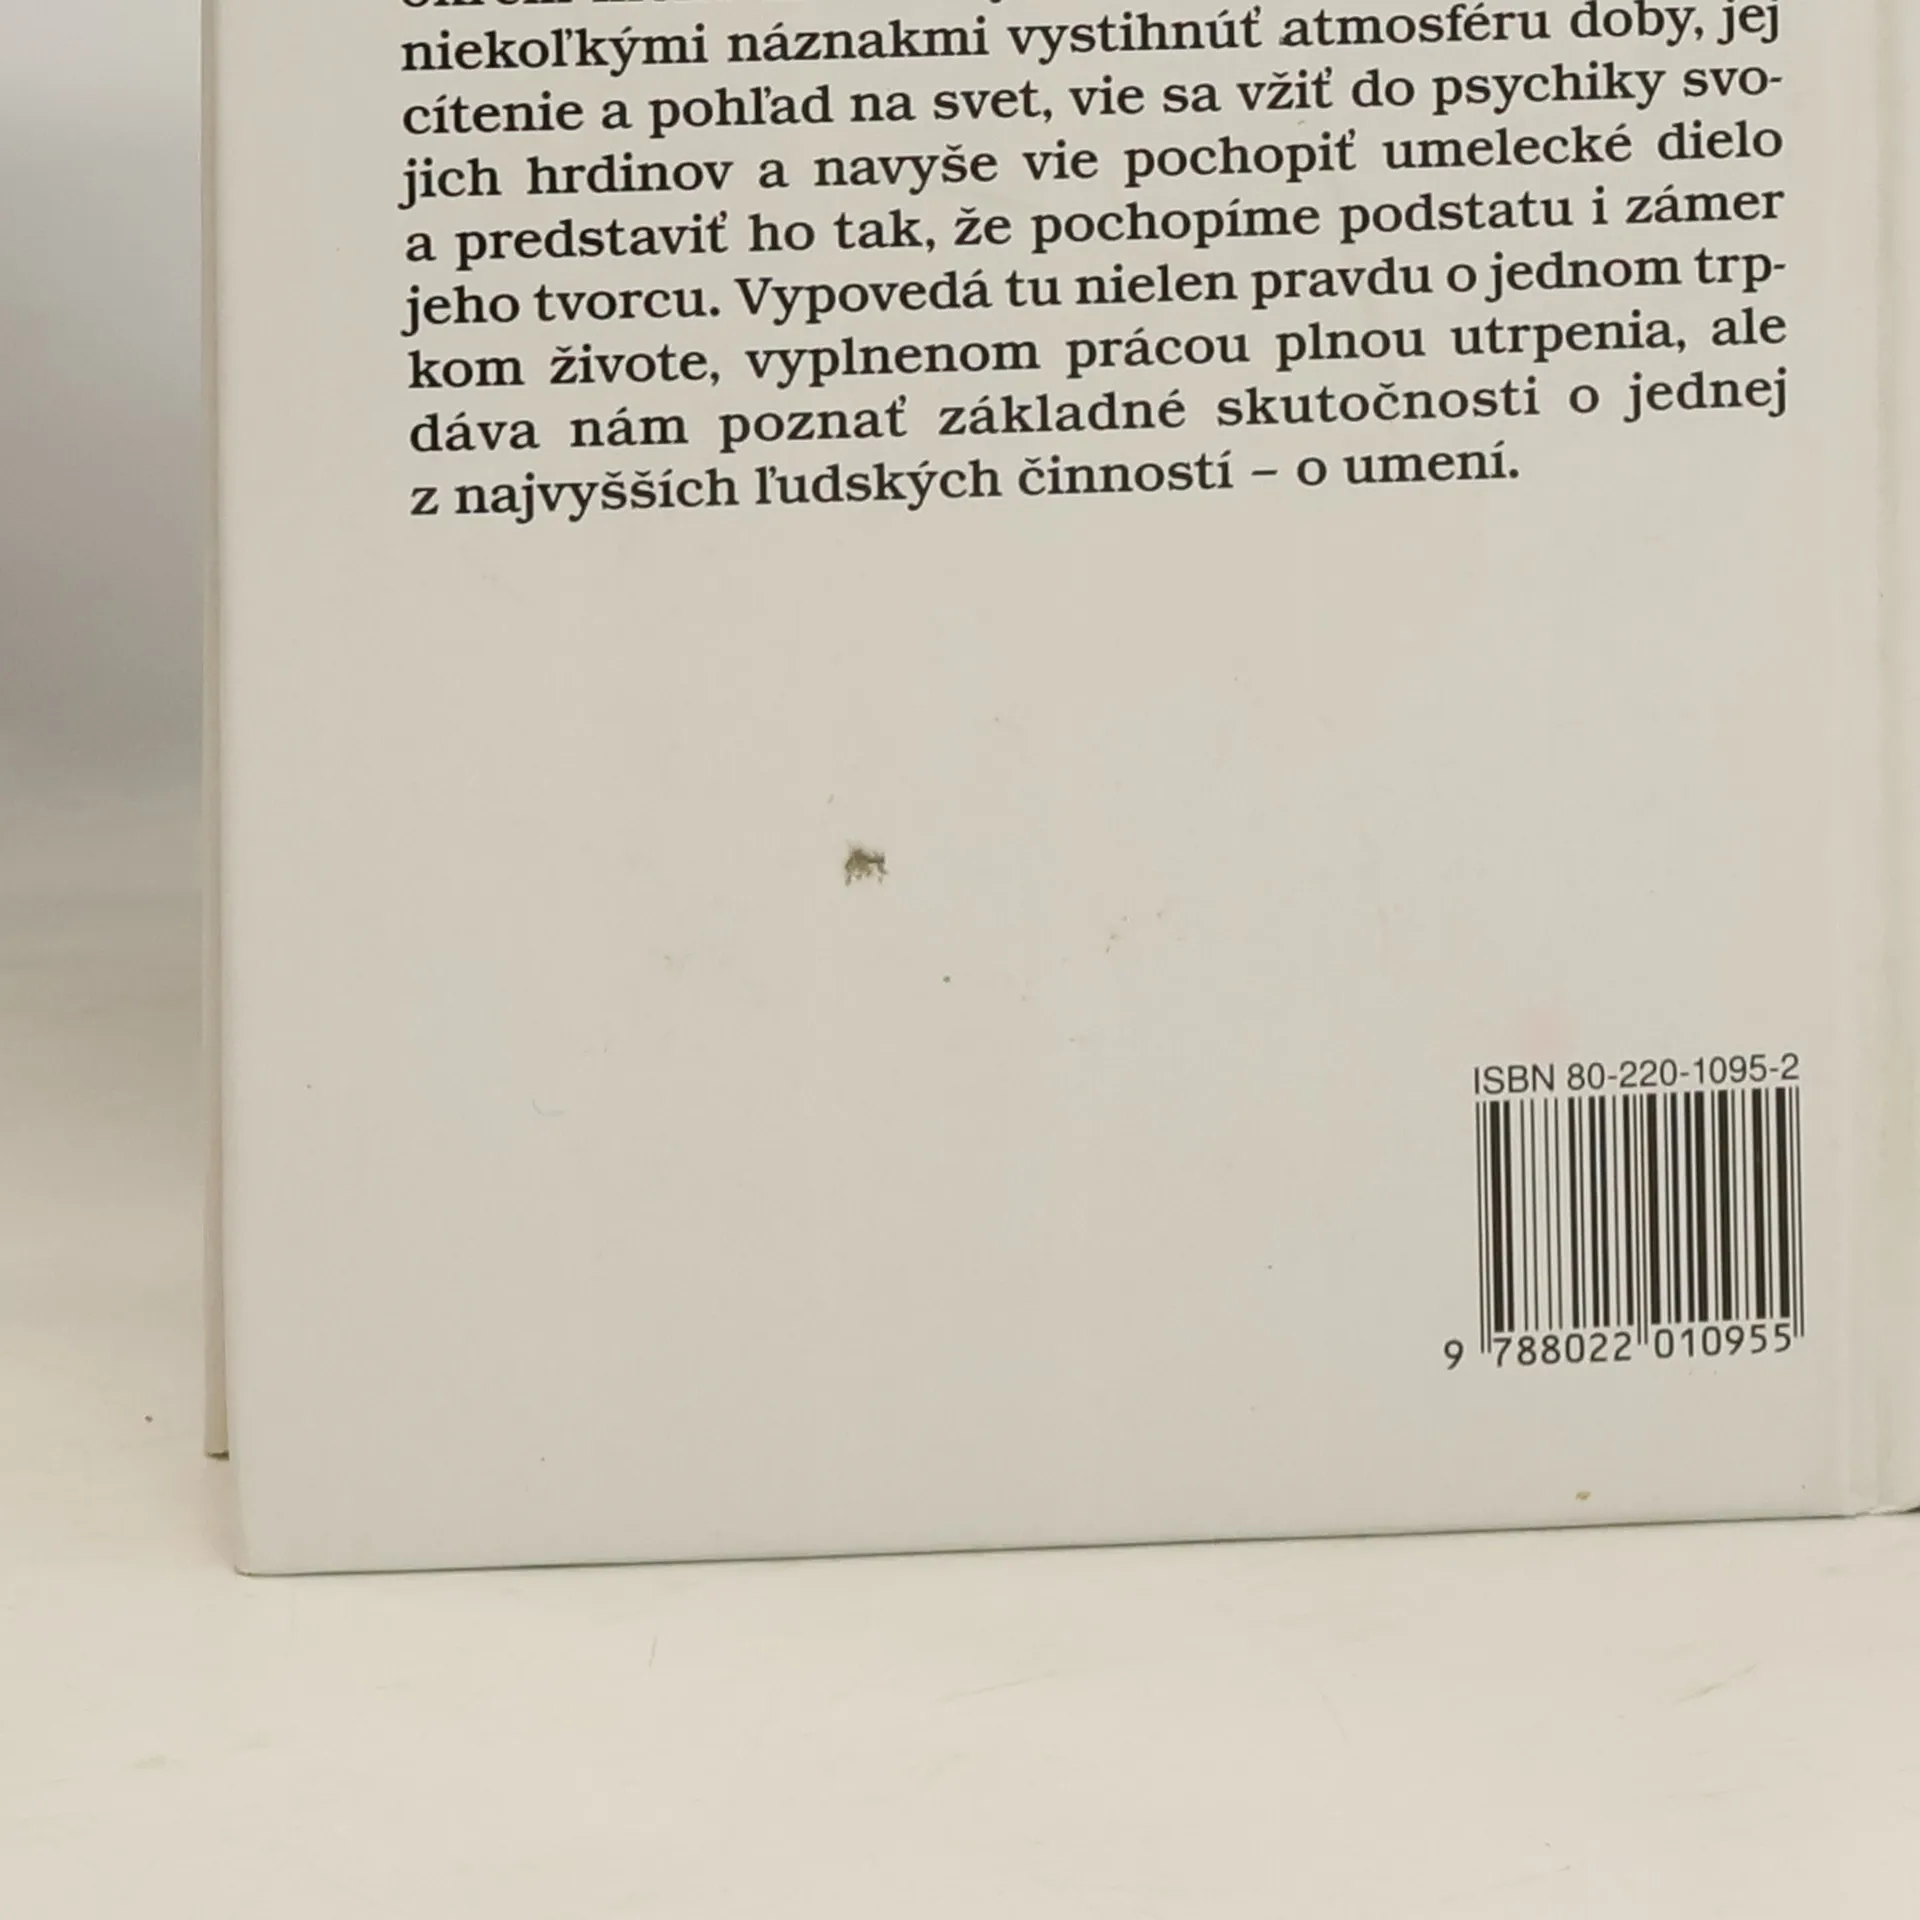 niekoľkými náznakmi vystihnúť atmosféru doby, jej
cítenie a pohľad na svet, vie sa vžiť do psychiky svo-
jich hrdinov a navyše vie pochopiť umelecké dielo
a predstaviť ho tak, že pochopíme podstatu i zámer
jeho tvorcu. Vypovedá tu nielen pravdu o jednom trp-
kom živote, vyplnenom prácou plnou utrpenia, ale
dáva nám poznať základné skutočnosti o jednej
z najvyšších ľudských činností – o umení.
ISBN 80-220-1095-2
9 788022 010955